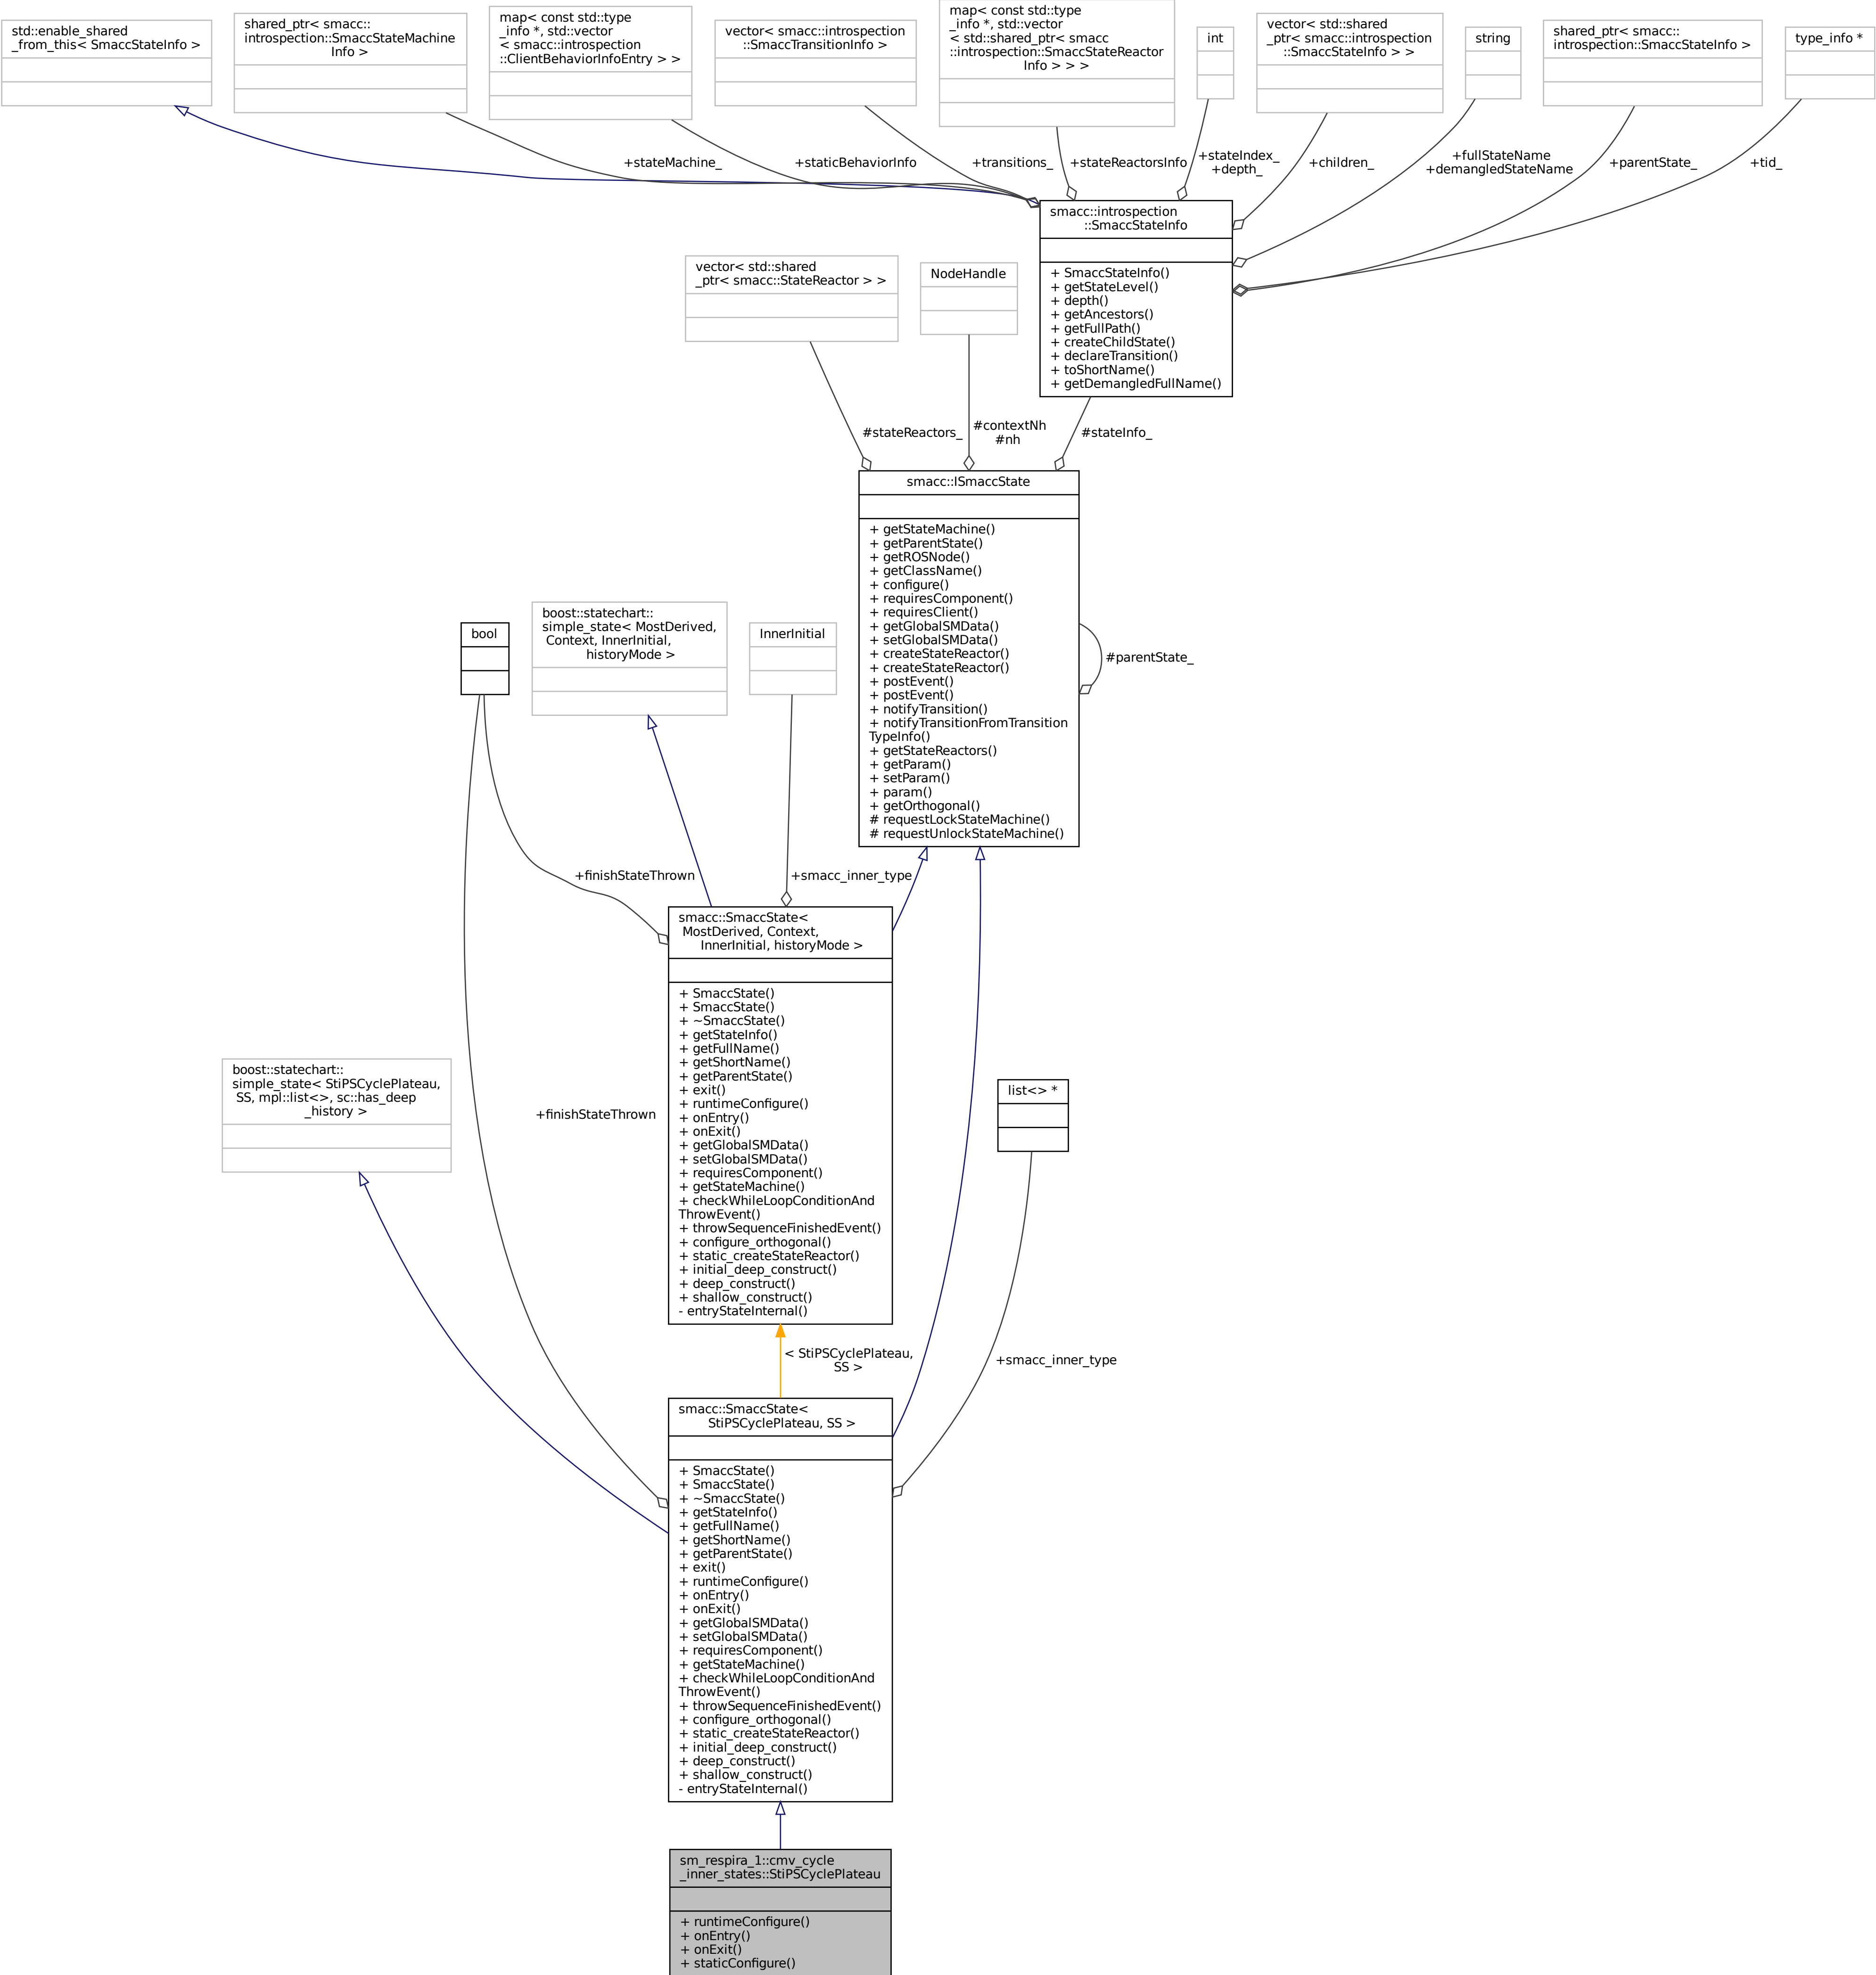 std::enable_shared
_from_this< SmaccStateInfo >
shared_ptr< smacc::
introspection::SmaccStateMachine
Info >
map< const std::type
_info *, std::vector
< smacc::introspection
::ClientBehaviorInfoEntry > >
vector< smacc::introspection
::SmaccTransitionInfo >
map< const std::type
_info *, std::vector
< std::shared_ptr< smacc
::introspection::SmaccStateReactor
Info > > >
int
vector< std::shared
_ptr< smacc::introspection
::SmaccStateInfo > >
string
shared_ptr< smacc::
introspection::SmaccStateInfo >
type_info *
+stateMachine_
+staticBehaviorInfo
+transitions_
+stateReactorsInfo
+stateIndex_
+depth_
+children_
+fullStateName
+demangledStateName
+parentState_
+tid_
smacc::introspection
::SmaccStateInfo
+ SmaccStateInfo()
+ getStateLevel()
+ depth()
+ getAncestors()
+ getFullPath()
+ createChildState()
+ declareTransition()
+ toShortName()
+ getDemangledFullName()
vector< std::shared
_ptr< smacc::StateReactor > >
NodeHandle
#stateReactors_
#contextNh
#nh
#stateInfo_
smacc::ISmaccState
+ getStateMachine()
+ getParentState()
+ getROSNode()
+ getClassName()
+ configure()
+ requiresComponent()
+ requiresClient()
+ getGlobalSMData()
+ setGlobalSMData()
+ createStateReactor()
+ createStateReactor()
+ postEvent()
+ postEvent()
+ notifyTransition()
+ notifyTransitionFromTransition
TypeInfo()
+ getStateReactors()
+ getParam()
+ setParam()
+ param()
+ getOrthogonal()
# requestLockStateMachine()
# requestUnlockStateMachine()
#parentState_
bool
boost::statechart::
simple_state< MostDerived,
Context, InnerInitial,
historyMode >
InnerInitial
+finishStateThrown
+smacc_inner_type
smacc::SmaccState<
MostDerived, Context,
InnerInitial, historyMode >
+ SmaccState()
+ SmaccState()
+ ~SmaccState()
+ getStateInfo()
+ getFullName()
+ getShortName()
+ getParentState()
+ exit()
+ runtimeConfigure()
+ onEntry()
+ onExit()
+ getGlobalSMData()
+ setGlobalSMData()
+ requiresComponent()
+ getStateMachine()
+ checkWhileLoopConditionAnd
ThrowEvent()
+ throwSequenceFinishedEvent()
+ configure_orthogonal()
+ static_createStateReactor()
+ initial_deep_construct()
+ deep_construct()
+ shallow_construct()
- entryStateInternal()
boost::statechart::
simple_state< StiPSCyclePlateau,
SS, mpl::list<>, sc::has_deep
_history >
+finishStateThrown
list<> *
< StiPSCyclePlateau,
SS >
+smacc_inner_type
smacc::SmaccState<
StiPSCyclePlateau, SS >
+ SmaccState()
+ SmaccState()
+ ~SmaccState()
+ getStateInfo()
+ getFullName()
+ getShortName()
+ getParentState()
+ exit()
+ runtimeConfigure()
+ onEntry()
+ onExit()
+ getGlobalSMData()
+ setGlobalSMData()
+ requiresComponent()
+ getStateMachine()
+ checkWhileLoopConditionAnd
ThrowEvent()
+ throwSequenceFinishedEvent()
+ configure_orthogonal()
+ static_createStateReactor()
+ initial_deep_construct()
+ deep_construct()
+ shallow_construct()
- entryStateInternal()
sm_respira_1::cmv_cycle
_inner_states::StiPSCyclePlateau
+ runtimeConfigure()
+ onEntry()
+ onExit()
+ staticConfigure()